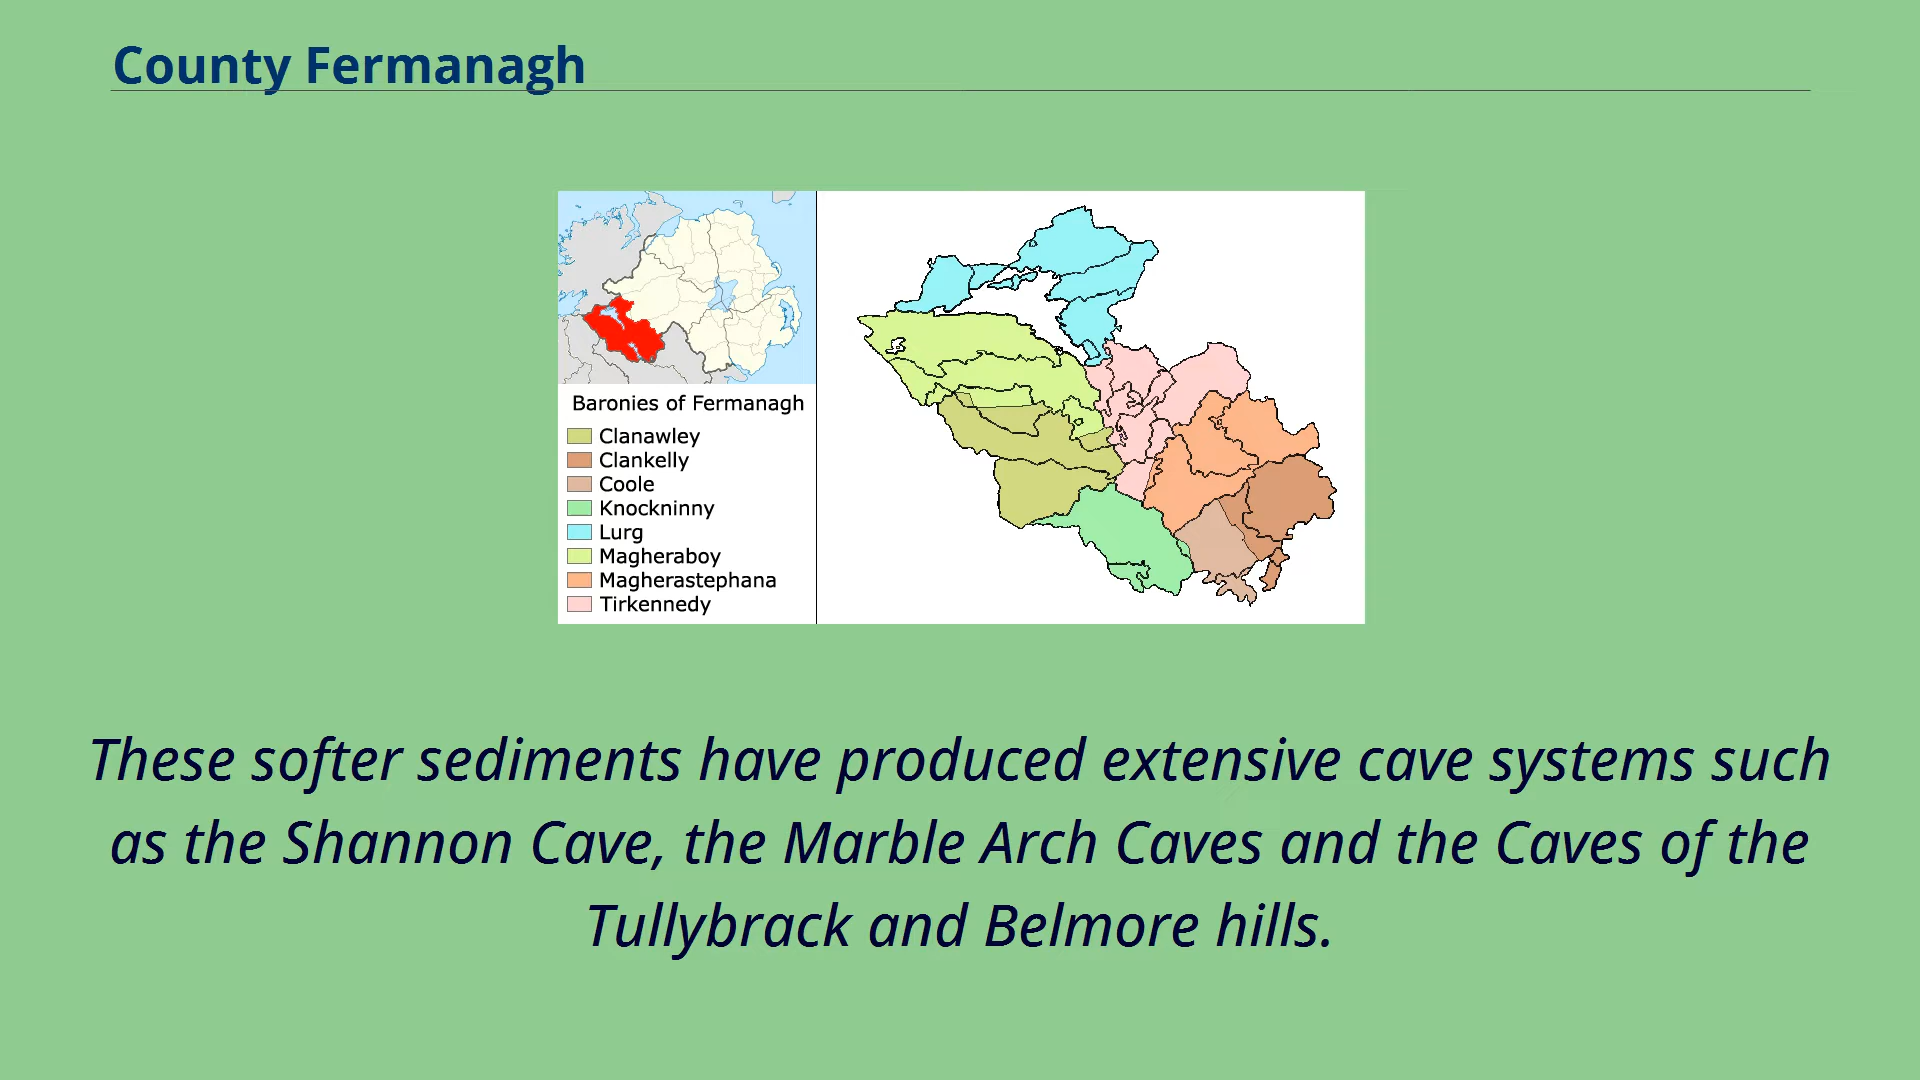 County Fermanagh
Baronies of Fermanagh
Clanawley
Clankelly
Coole
Knockninny
Lurg
Magheraboy
Magherastephana
Tirkennedy
These softer sediments have produced extensive cave systems such
as the Shannon Cave, the Marble Arch Caves and the Caves of the
Tullybrack and Belmore hills.